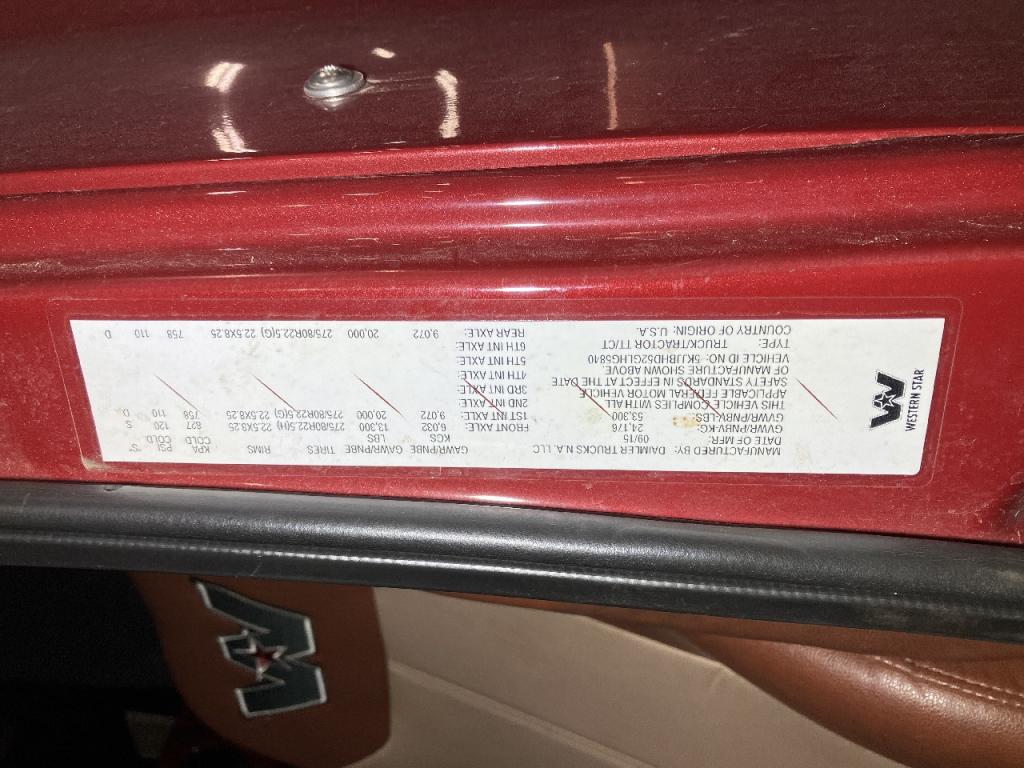 WESTERN STAR
MANUFACTURED BY: DAIMLER TRUCKS N.A. LLC
DATE OF MFR: 09/15
GVWR/PNBV-KG: 24,176
GVWR/PNBV-LBS: 53,300
THIS VEHICLE COMPLIES WITH ALL
APPLICABLE FEDERAL MOTOR VEHICLE
SAFETY STANDARDS IN EFFECT AT THE DATE
OF MANUFACTURE SHOWN ABOVE
VEHICLE ID NO:
TYPE: TRUCK/TRACTOR TT/CT
COUNTRY OF ORIGIN: U.S.A.
GAWR/PNBE KGS GAWR/PNBE LBS TIRES RIMS KPA COLD PSI COLD "S"
FRONT AXLE: 6,032 13,300 275/80R22.5(H) 22.5X8.25 827 120 S
1ST INT AXLE: 9,072 20,000 275/80R22.5(G) 22.5X8.25 758 110 D
2ND INT AXLE:
3RD INT AXLE:
4TH INT AXLE:
5TH INT AXLE:
6TH INT AXLE:
REAR AXLE: 9,072 20,000 275/80R22.5(G) 22.5X8.25 758 110 D